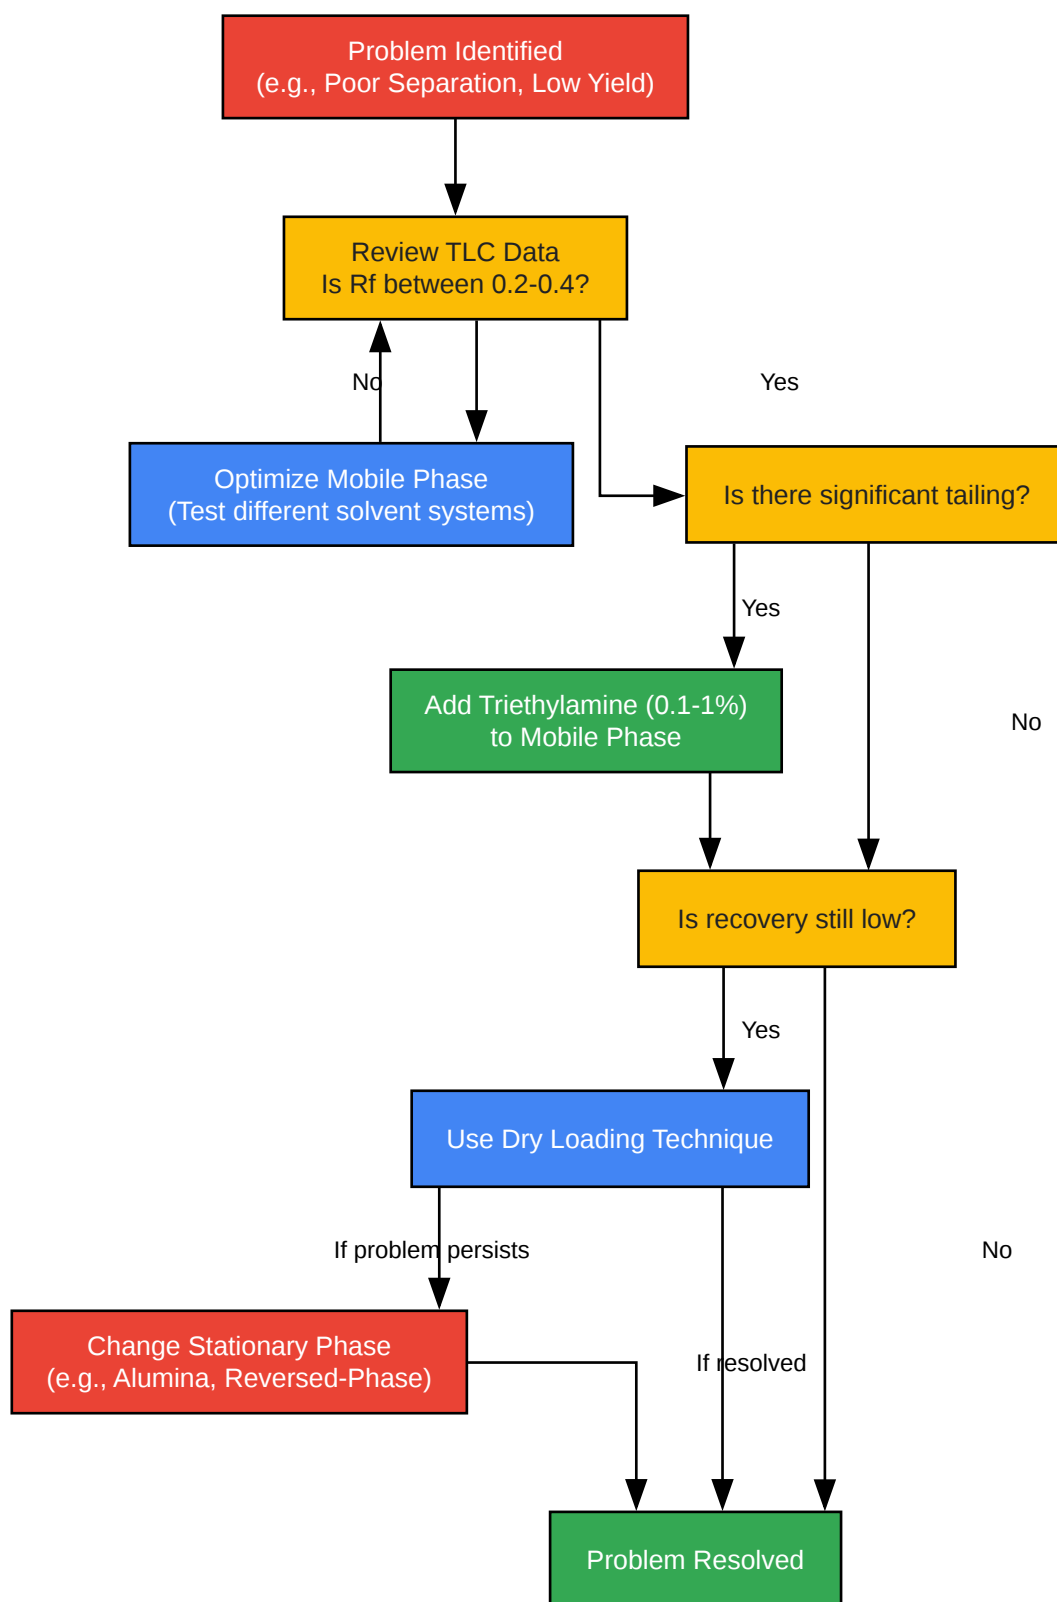 Problem Identified
(e.g., Poor Separation, Low Yield)
Review TLC Data
Is Rf between 0.2-0.4?
No
Yes
Optimize Mobile Phase
(Test different solvent systems)
Is there significant tailing?
Yes
Add Triethylamine (0.1-1%)
to Mobile Phase
No
Is recovery still low?
Yes
Use Dry Loading Technique
If problem persists
No
Change Stationary Phase
(e.g., Alumina, Reversed-Phase)
If resolved
Problem Resolved